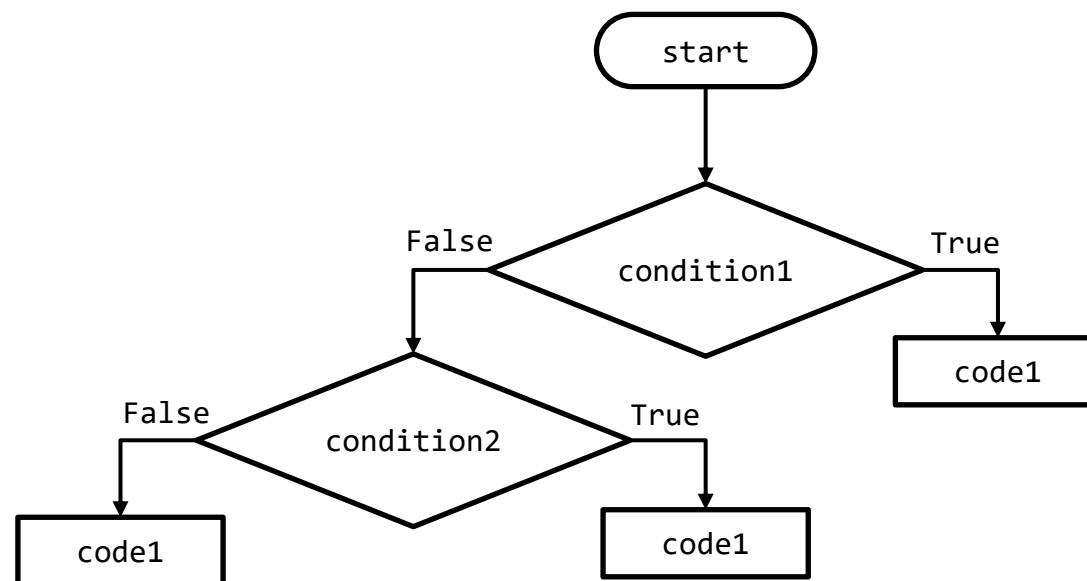 start
False
True
condition1
code1
False
True
condition2
code1
code1